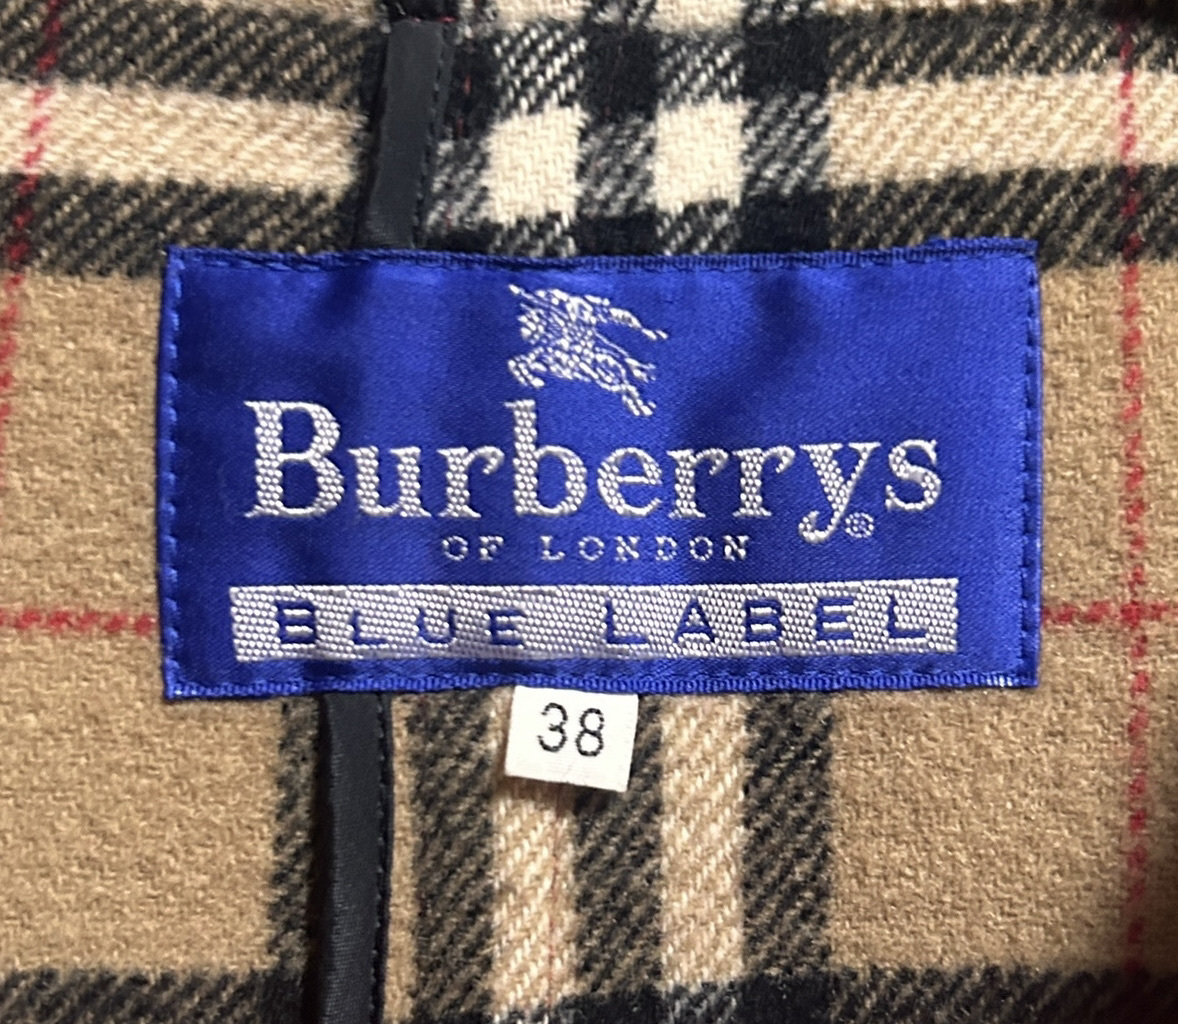 Burberrys®
OF LONDON
BLUE LABEL
38